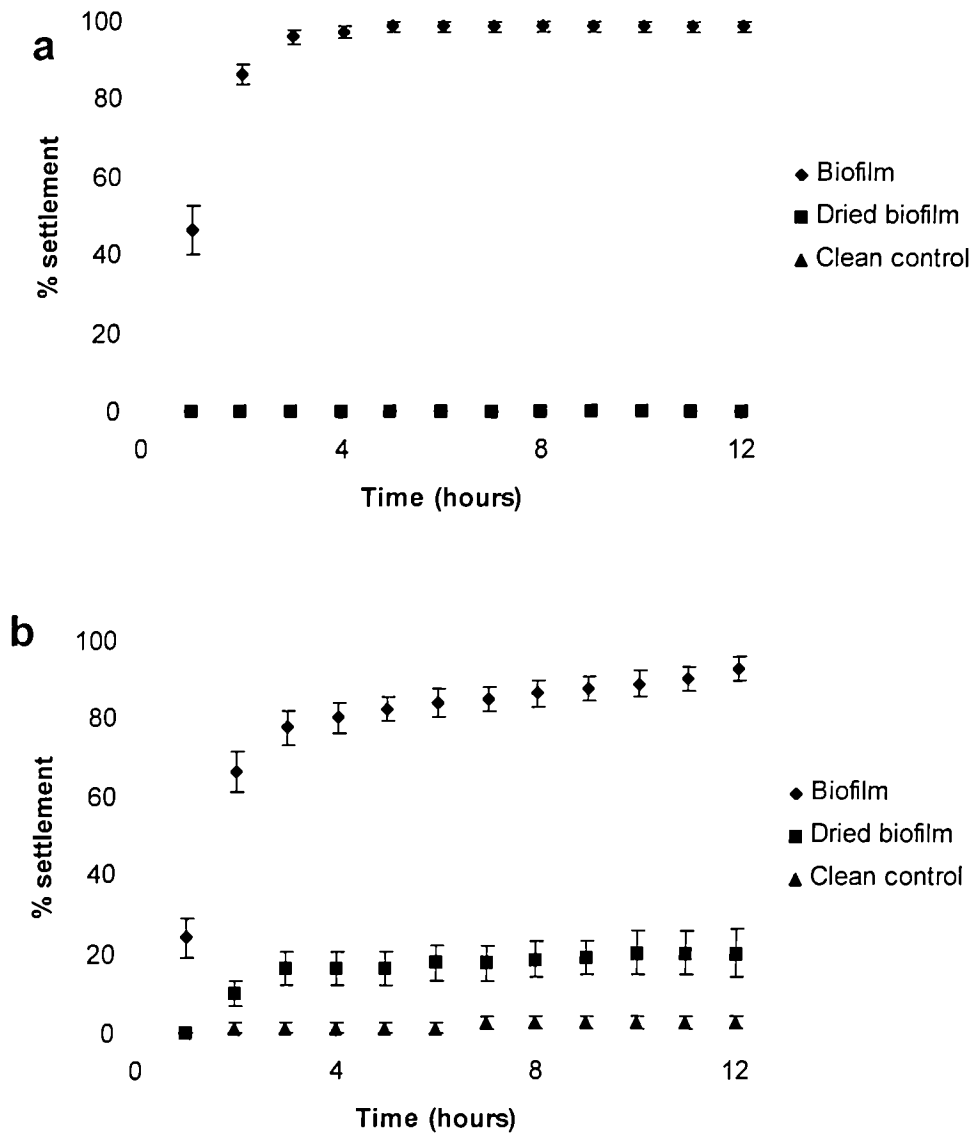 a
100
80
60
40
20
0
% settlement
0 4 8 12
Time (hours)
Biofilm
Dried biofilm
Clean control
b
100
80
60
40
20
0
% settlement
0 4 8 12
Time (hours)
Biofilm
Dried biofilm
Clean control